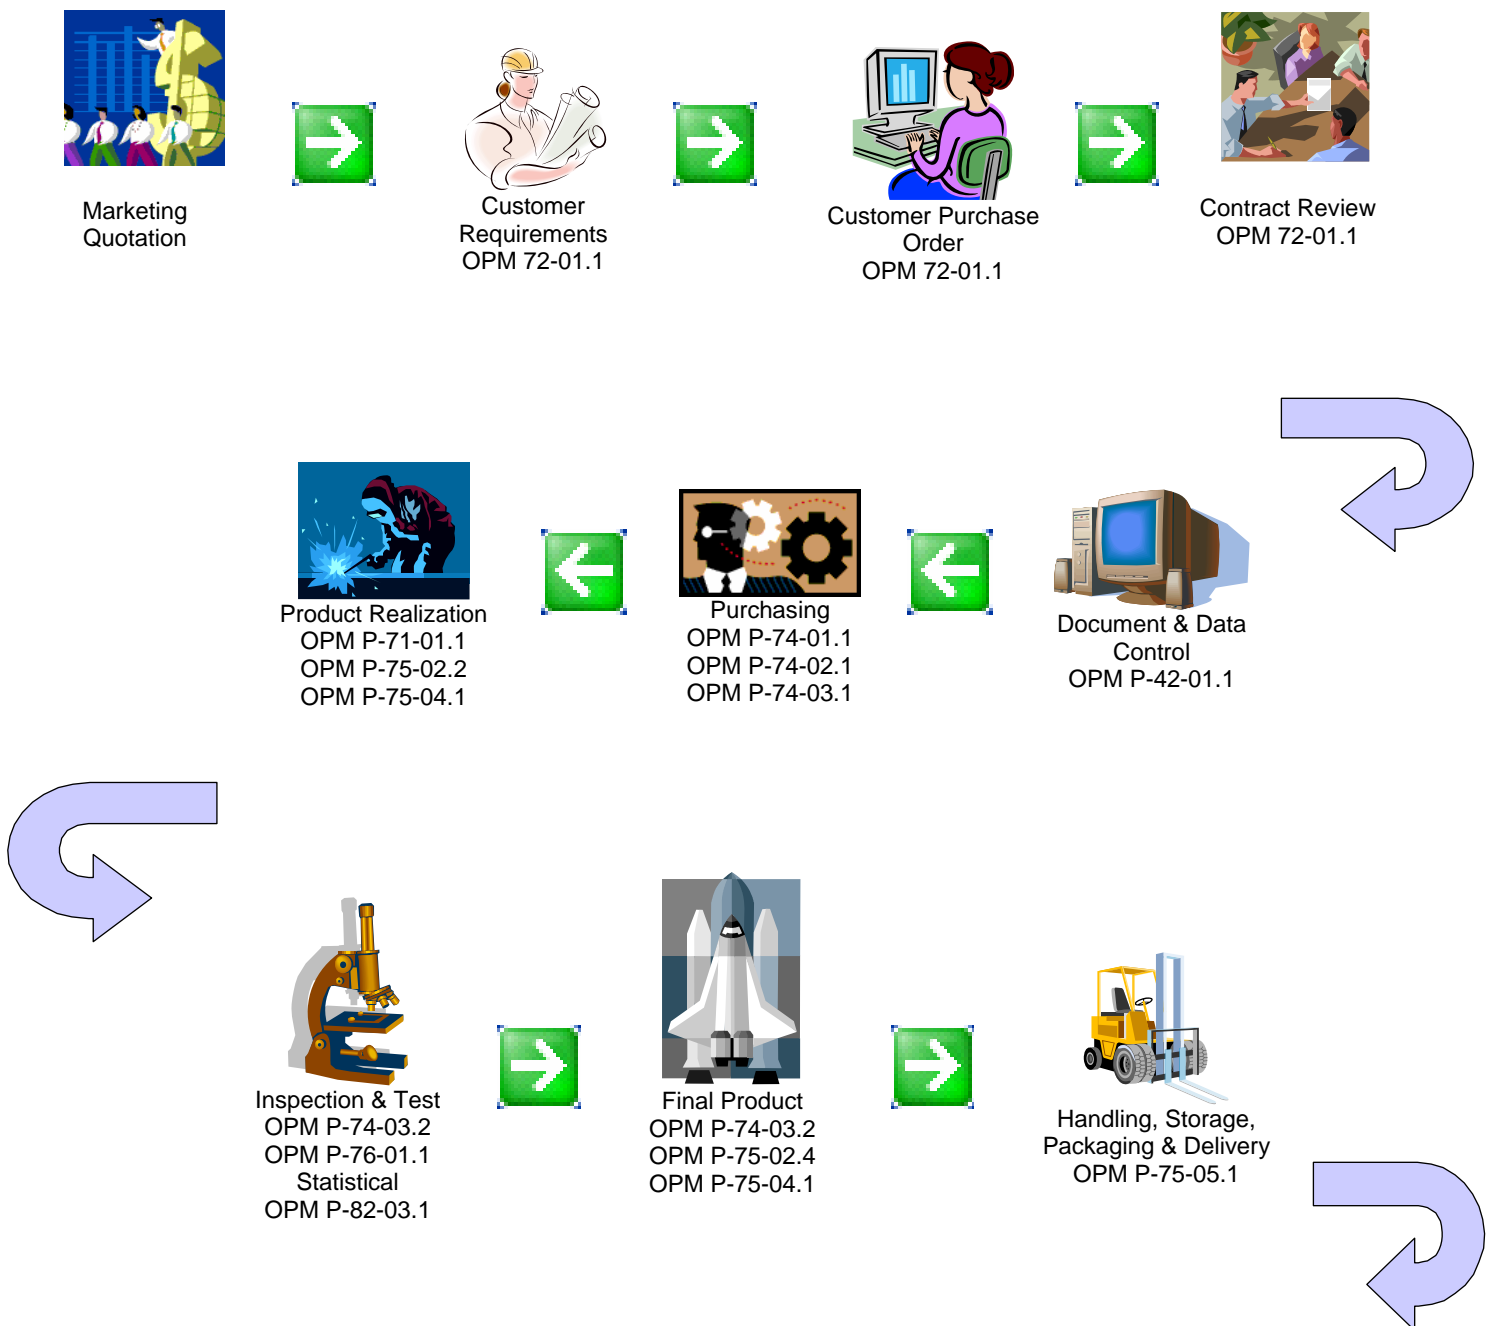 Marketing
Quotation
Customer
Requirements
OPM 72-01.1
Customer Purchase
Order
OPM 72-01.1
Contract Review
OPM 72-01.1
Product Realization
OPM P-71-01.1
OPM P-75-02.2
OPM P-75-04.1
Purchasing
OPM P-74-01.1
OPM P-74-02.1
OPM P-74-03.1
Document & Data
Control
OPM P-42-01.1
Inspection & Test
OPM P-74-03.2
OPM P-76-01.1
Statistical
OPM P-82-03.1
Final Product
OPM P-74-03.2
OPM P-75-02.4
OPM P-75-04.1
Handling, Storage,
Packaging & Delivery
OPM P-75-05.1